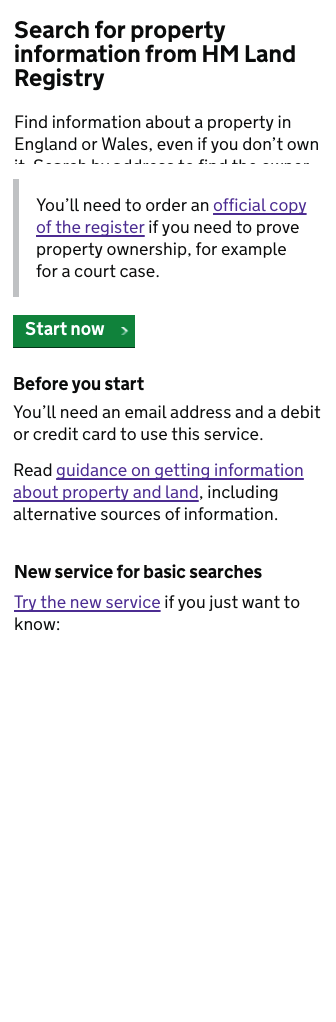 Search for property
information from HM Land
Registry
Find information about a property in
England or Wales, even if you don't own
it. Search by address to find the owner
You'll need to order an official copy
of the register if you need to prove
property ownership, for example
for a court case.
Start now
Before you start
You'll need an email address and a debit
or credit card to use this service.
Read guidance on getting information
about property and land, including
alternative sources of information.
New service for basic searches
Try the new service if you just want to
know: